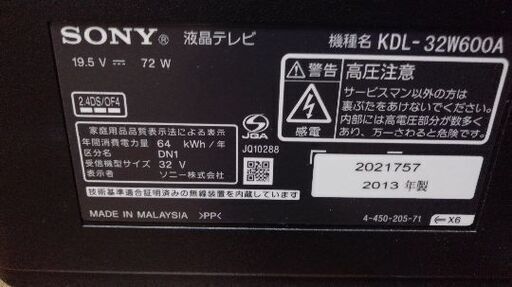 SONY® 液晶テレビ
機種名 KDL-32W600A
19.5 V ⎓ 72 W
2.4DS/OF4
家庭用品品質表示法による表示
年間消費電力量 64 kWh/年
区分名 DN1
受信機型サイズ 32 V
表示者 ソニー株式会社
JQA
JQ10288
警告 高圧注意
サービスマン以外の方は
裏ぶたをあけないでください。
内部には高電圧部分が数多く
あり、万一さわると危険です。
感電
2021757
2013 年製
技術基準適合証明済みの無線装置を内蔵しています
MADE IN MALAYSIA >PP<
4-450-205-71
X6